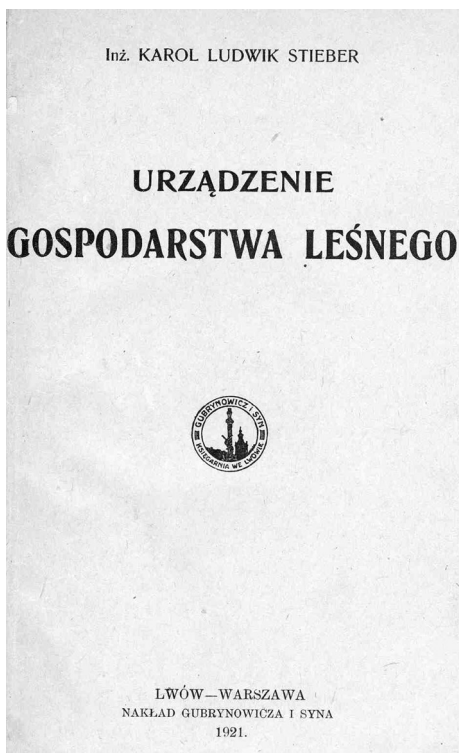 Inż. KAROL LUDWIK STIEBER
URZĄDZENIE
GOSPODARSTWA LEŚNEGO
GUBRYNOWICZ I SYN
KSIĘGARNIA WE LWOWIE
LWÓW—WARSZAWA
NAKŁAD GUBRYNOWICZA I SYNA
1921.